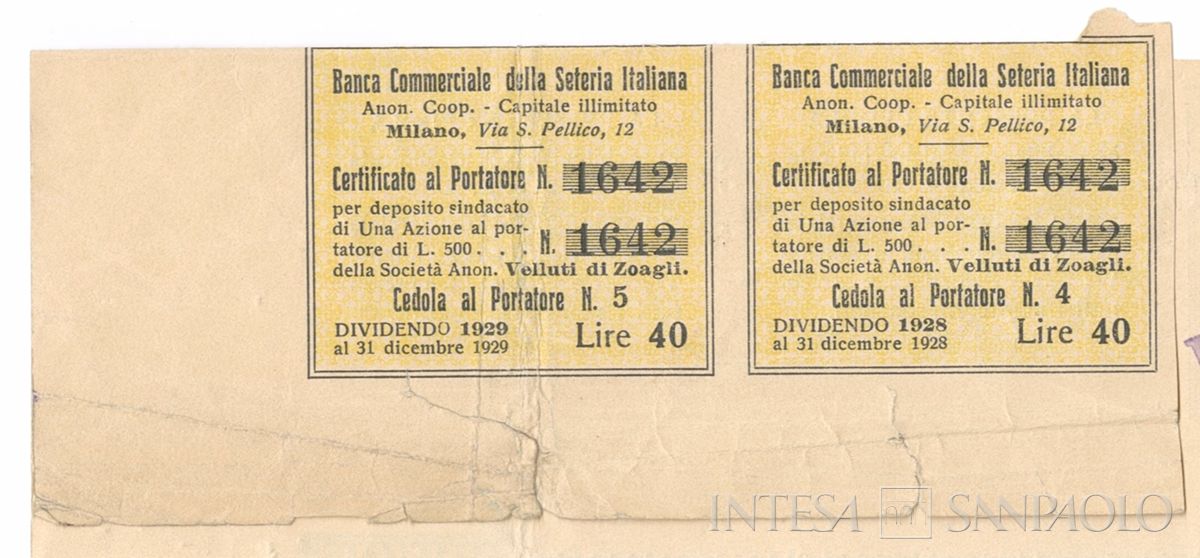 Banca Commerciale della Seteria Italiana
Anon. Coop. - Capitale illimitato
Milano, Via S. Pellico, 12
Certificato al Portatore N. 1642
per deposito sindacato
di Una Azione al por-
tatore di L. 500 . . . N. 1642
della Società Anon. Velluti di Zoagli.
Cedola al Portatore N. 5
DIVIDENDO 1929
al 31 dicembre 1929
Lire 40
Banca Commerciale della Seteria Italiana
Anon. Coop. - Capitale illimitato
Milano, Via S. Pellico, 12
Certificato al Portatore N. 1642
per deposito sindacato
di Una Azione al por-
tatore di L. 500 . . . N. 1642
della Società Anon. Velluti di Zoagli.
Cedola al Portatore N. 4
DIVIDENDO 1928
al 31 dicembre 1928
Lire 40
INTESA SANPAOLO